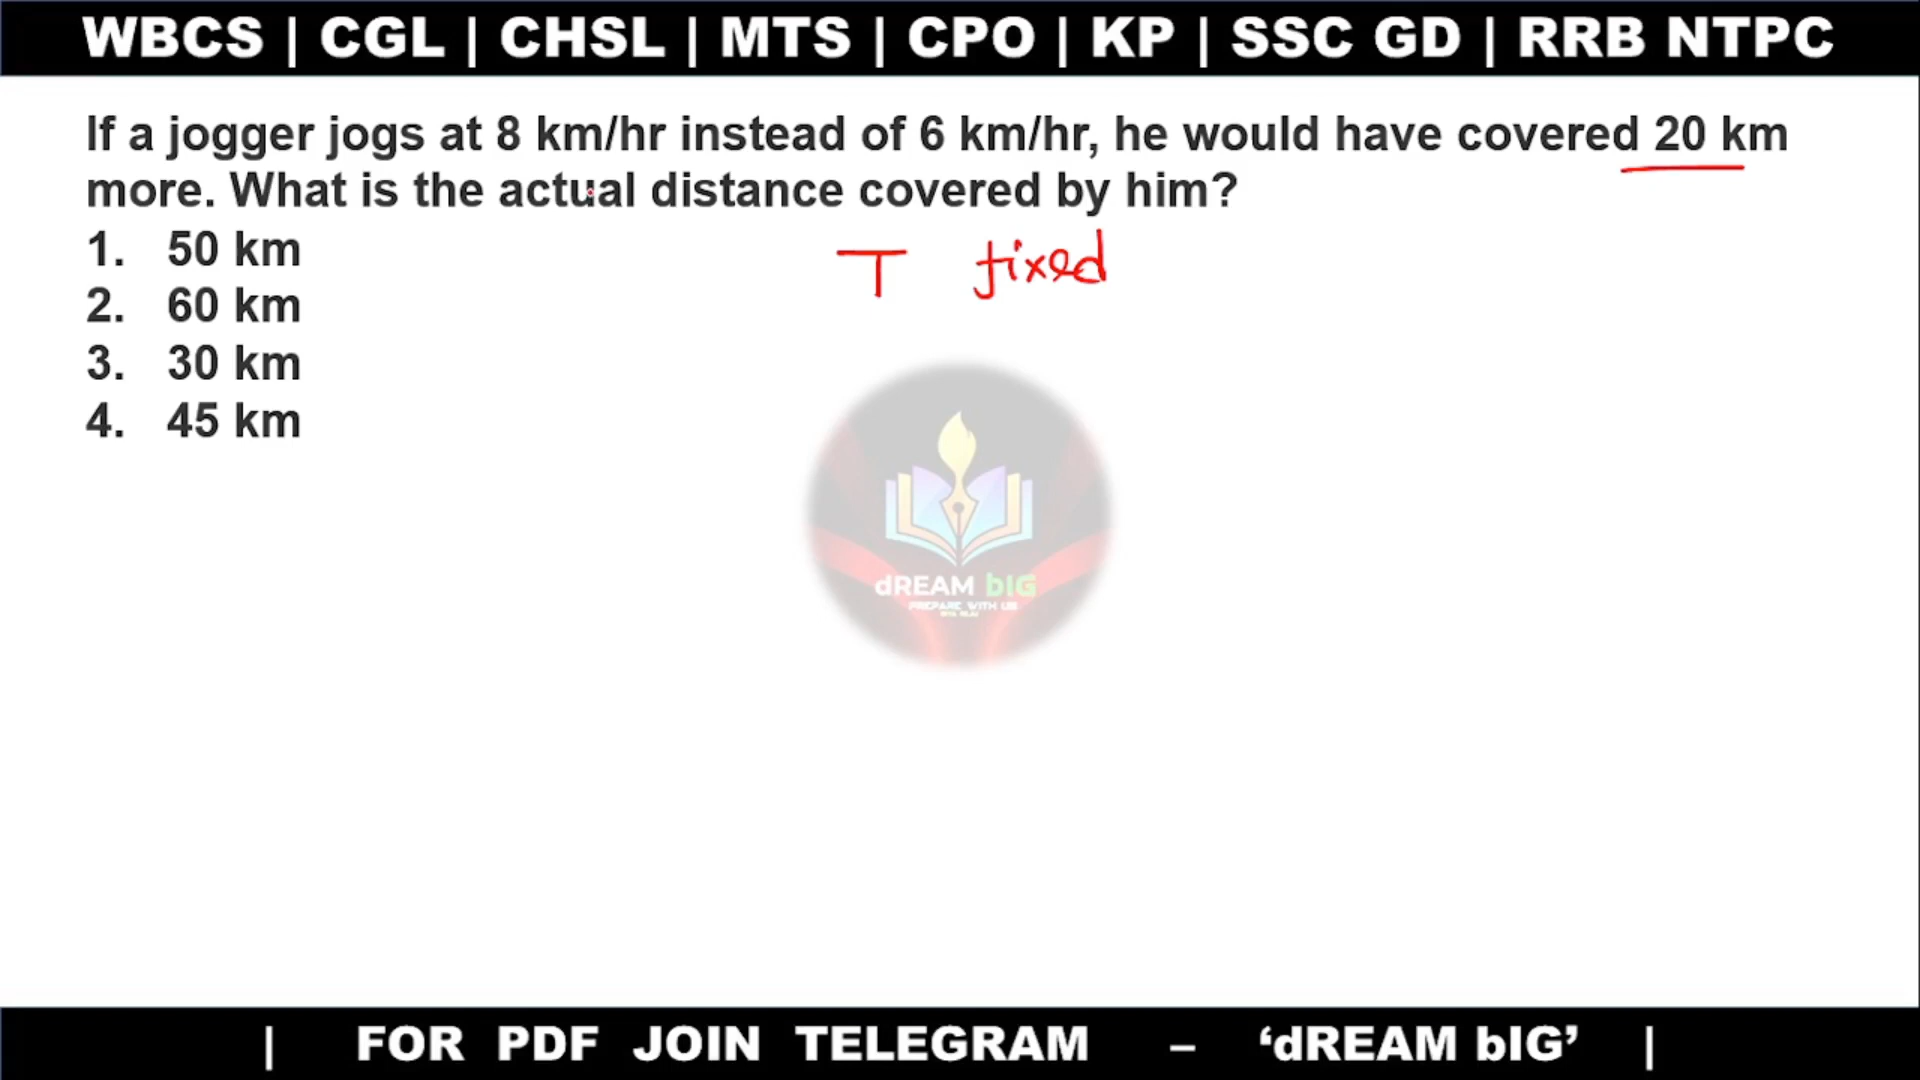 WBCS | CGL | CHSL | MTS | CPO | KP | SSC GD | RRB NTPC
If a jogger jogs at 8 km/hr instead of 6 km/hr, he would have covered 20 km
more. What is the actual distance covered by him?
T fixed
1. 50 km
2. 60 km
3. 30 km
4. 45 km
dREAM bIG
PREPARE WITH US
| FOR PDF JOIN TELEGRAM – ‘dREAM bIG’ |